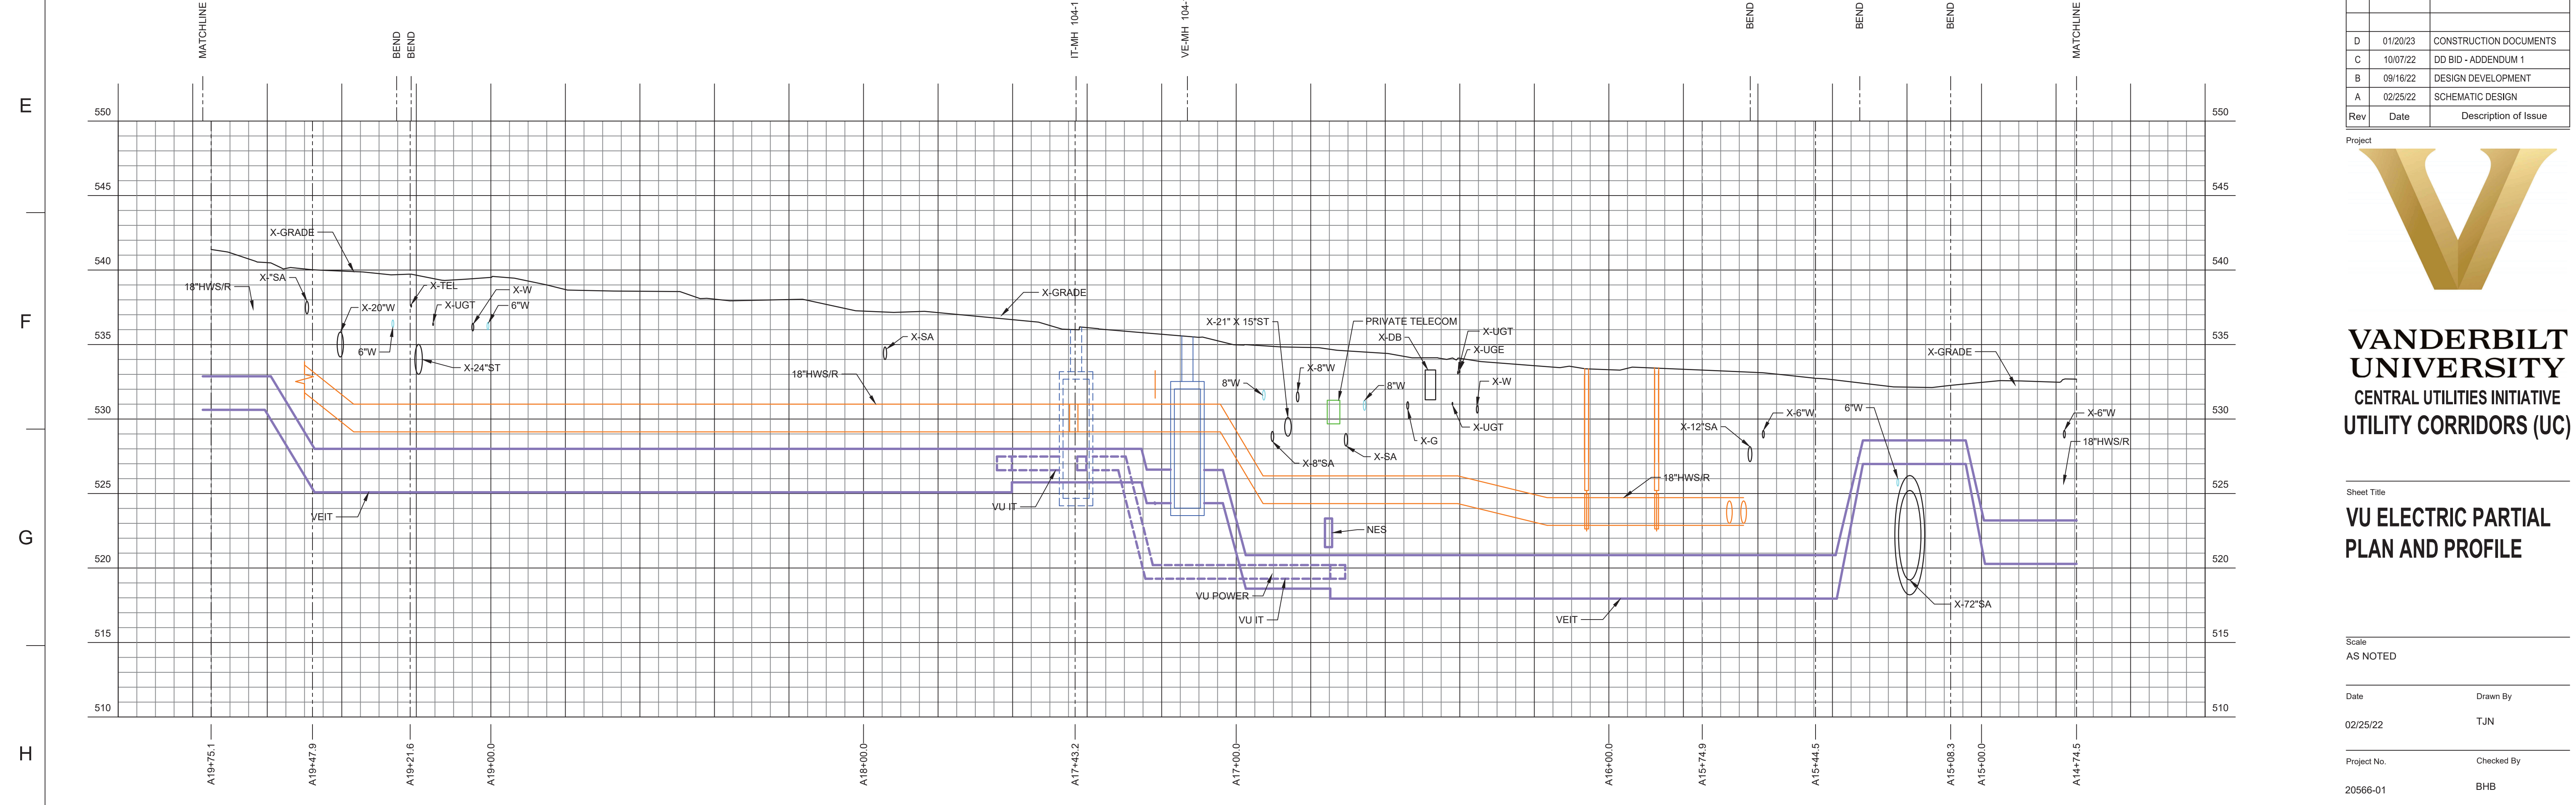 MATCHLINE
BEND
BEND
IT-MH 104-1
VE-MH 104-
BEND
BEND
BEND
MATCHLINE
E
F
G
H
550
545
540
535
530
525
520
515
510
550
545
540
535
530
525
520
515
510
X-GRADE
X-"SA
18"HWS/R
X-20"W
6"W
X-TEL
X-UGT
X-W
6"W
X-24"ST
VEIT
X-SA
18"HWS/R
X-GRADE
VU IT
X-21" X 15"ST
PRIVATE TELECOM
X-DB
X-UGT
X-UGE
X-8"W
8"W
8"W
X-W
X-UGT
X-G
X-SA
X-8"SA
NES
VU POWER
VU IT
18"HWS/R
VEIT
X-12"SA
X-6"W
6"W
X-GRADE
X-6"W
18"HWS/R
X-72"SA
A19+75.1
A19+47.9
A19+21.6
A19+00.0
A18+00.0
A17+43.2
A17+00.0
A16+00.0
A15+74.9
A15+44.5
A15+08.3
A15+00.0
A14+74.5
D 01/20/23 CONSTRUCTION DOCUMENTS
C 10/07/22 DD BID - ADDENDUM 1
B 09/16/22 DESIGN DEVELOPMENT
A 02/25/22 SCHEMATIC DESIGN
Rev Date Description of Issue
Project
VANDERBILT
UNIVERSITY
CENTRAL UTILITIES INITIATIVE
UTILITY CORRIDORS (UC)
Sheet Title
VU ELECTRIC PARTIAL
PLAN AND PROFILE
Scale
AS NOTED
Date Drawn By
02/25/22 TJN
Project No. Checked By
20566-01 BHB